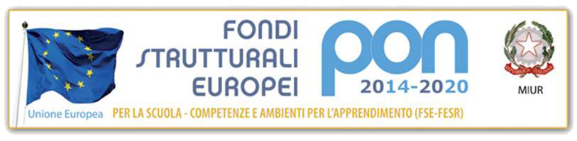 FONDI
STRUTTURALI
EUROPEI
pon
2014-2020
MIUR
Unione Europea
PER LA SCUOLA - COMPETENZE E AMBIENTI PER L'APPRENDIMENTO (FSE-FESR)